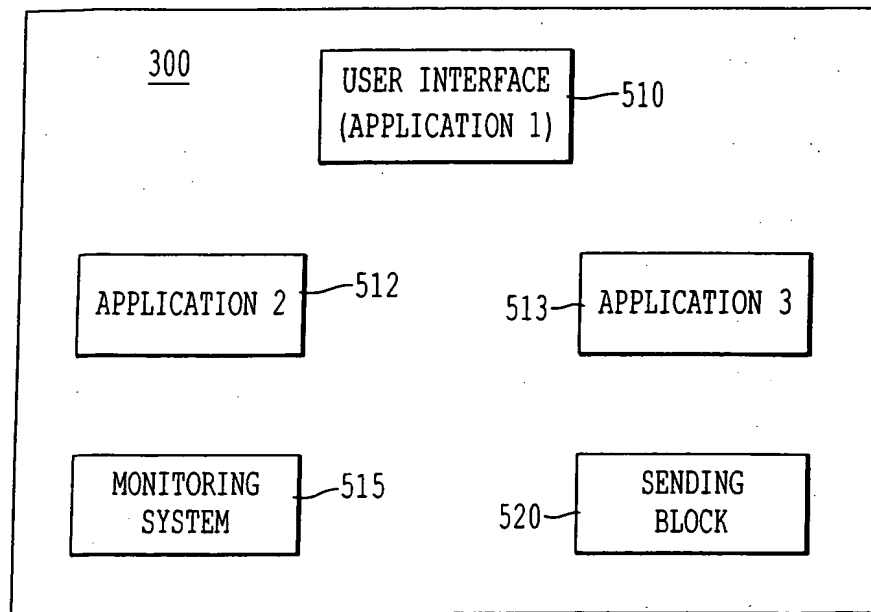 300
USER INTERFACE
(APPLICATION 1)
510
APPLICATION 2
512
513
APPLICATION 3
MONITORING
SYSTEM
515
520
SENDING
BLOCK